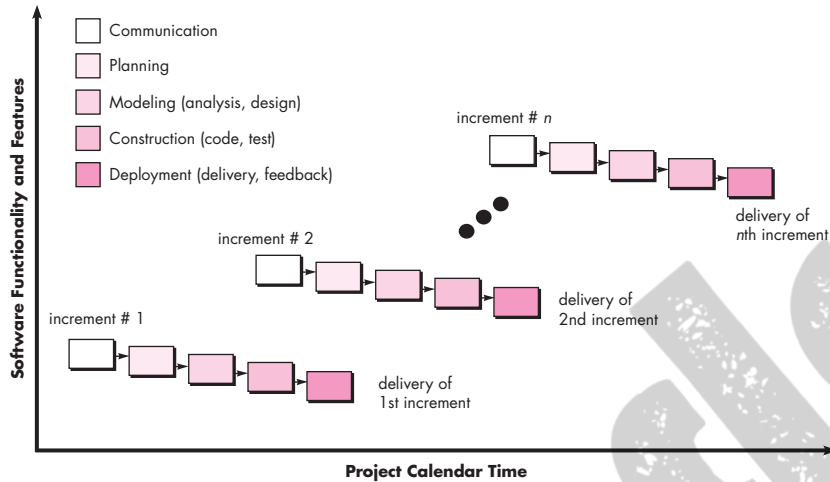 Software Functionality and Features
Communication
Planning
Modeling (analysis, design)
Construction (code, test)
Deployment (delivery, feedback)
increment # n
delivery of
nth increment
increment # 2
delivery of
2nd increment
increment # 1
delivery of
1st increment
Project Calendar Time